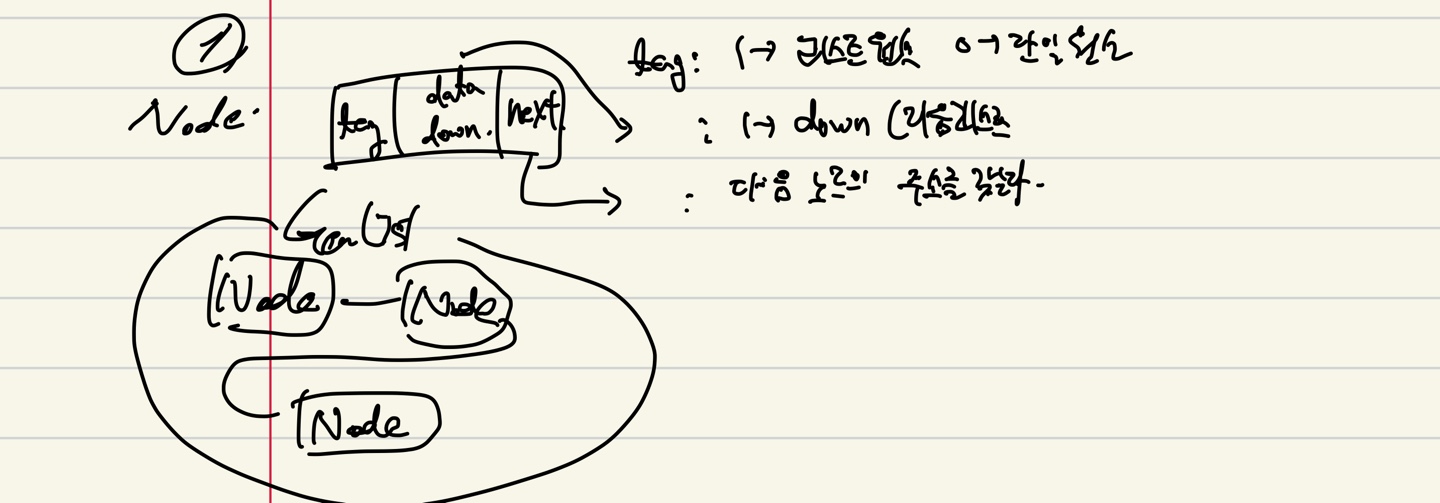 ①
tag: 1→ 리스트원소 0→단일원소
Node:
tag data next
down.
: 1→ down (리용리스트
: 다음 노드의 주소를 갖는다.
GenList
Node Node
Node